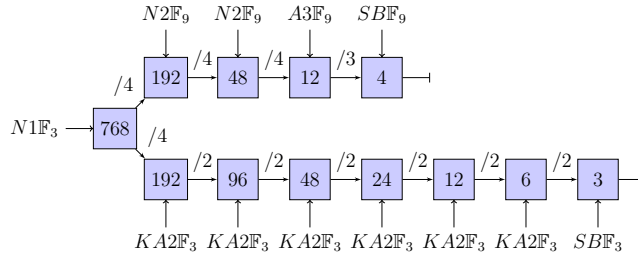 N2𝔽₉ N2𝔽₉ A3𝔽₉ SB𝔽₉
/4 /4 /3
192 48 12 4
/4
N1𝔽₃ 768
/4
/2 /2 /2 /2 /2 /2
192 96 48 24 12 6 3
KA2𝔽₃ KA2𝔽₃ KA2𝔽₃ KA2𝔽₃ KA2𝔽₃ KA2𝔽₃ SB𝔽₃